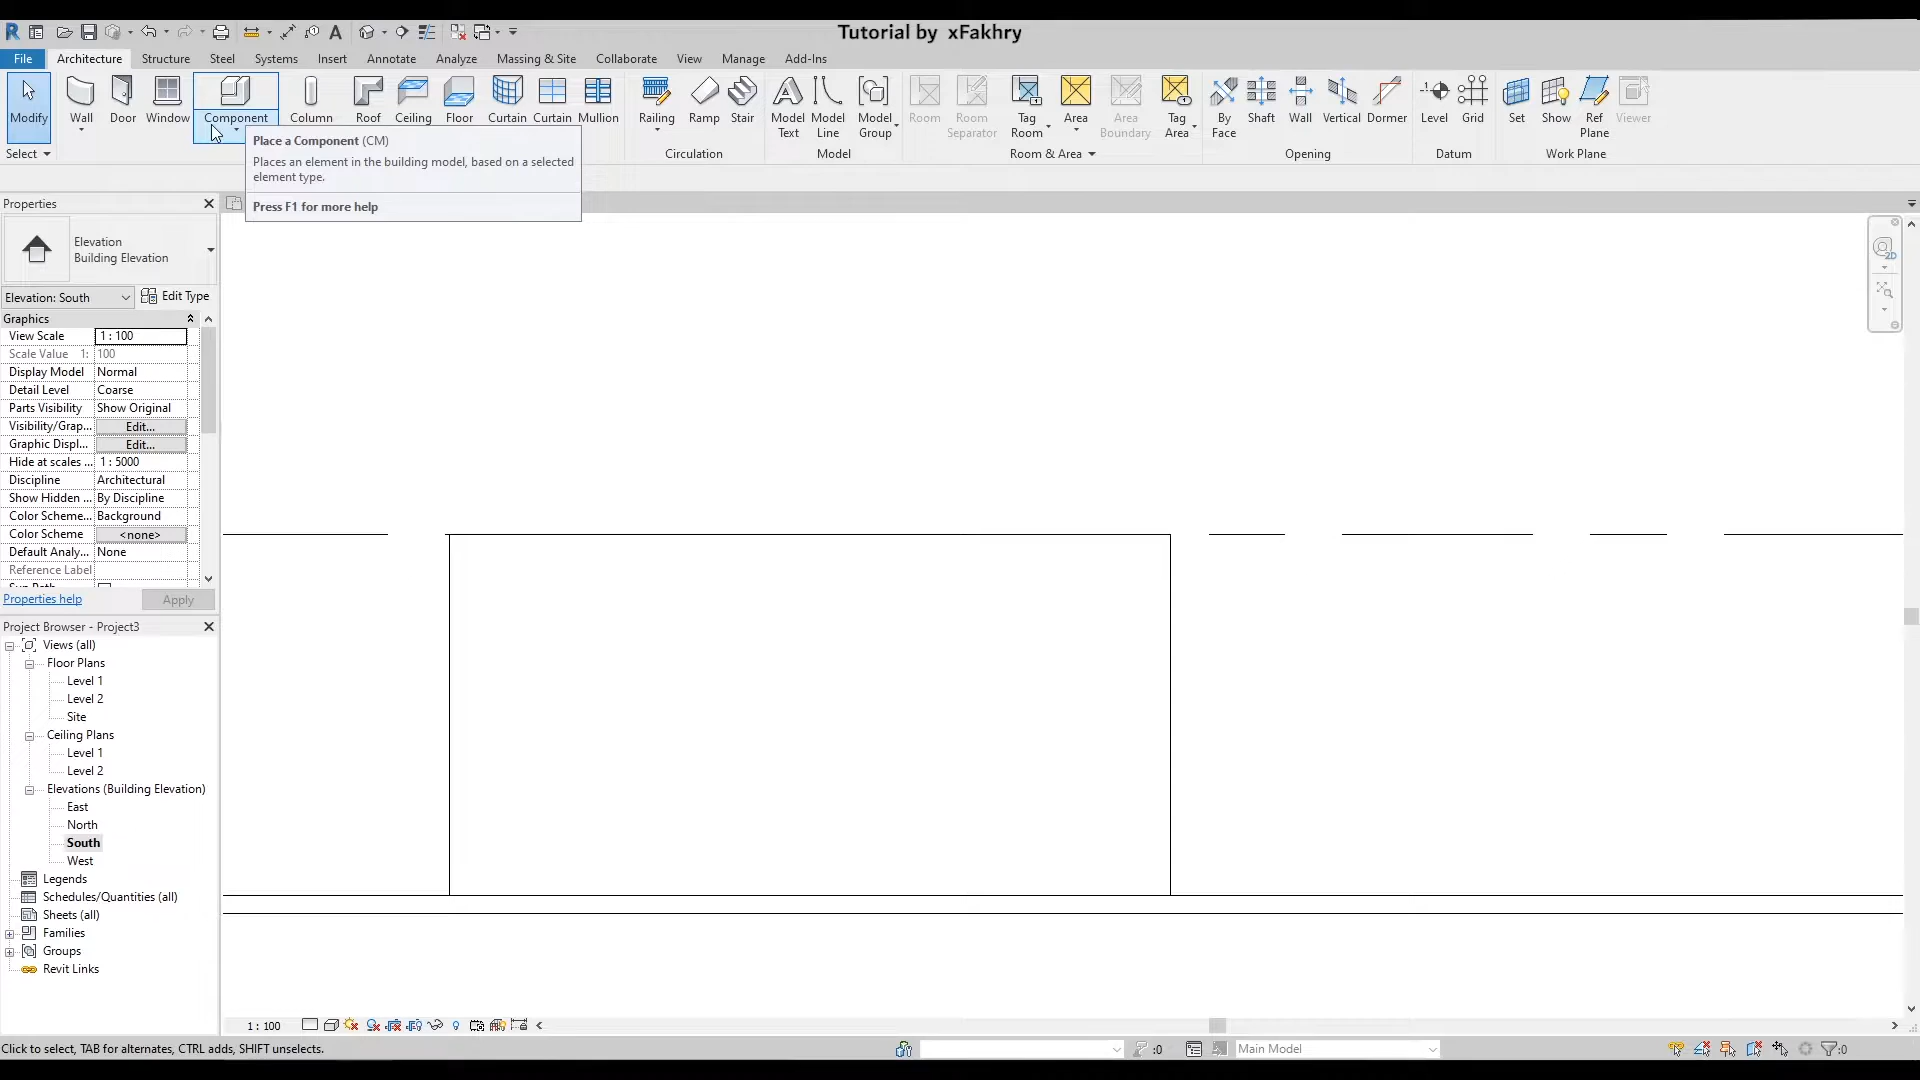 Tutorial by xFakhry
File Architecture Structure Steel Systems Insert Annotate Analyze Massing & Site Collaborate View Manage Add-Ins
Modify Wall Door Window Component Column Roof Ceiling Floor Curtain Curtain Mullion Railing Ramp Stair Model Text Model Line Model Group Room Room Separator Tag Room Area Area Boundary Tag Area By Face Shaft Wall Vertical Dormer Level Grid Set Show Ref Plane Viewer
Select Circulation Model Room & Area Opening Datum Work Plane
Place a Component (CM)
Places an element in the building model, based on a selected
element type.
Press F1 for more help
Properties
Elevation
Building Elevation
Elevation: South Edit Type
Graphics
View Scale 1 : 100
Scale Value 1: 100
Display Model Normal
Detail Level Coarse
Parts Visibility Show Original
Visibility/Grap... Edit...
Graphic Displ... Edit...
Hide at scales ... 1 : 5000
Discipline Architectural
Show Hidden ... By Discipline
Color Scheme... Background
Color Scheme <none>
Default Analy... None
Reference Label
Properties help Apply
Project Browser - Project3
Views (all)
Floor Plans
Level 1
Level 2
Site
Ceiling Plans
Level 1
Level 2
Elevations (Building Elevation)
East
North
South
West
Legends
Schedules/Quantities (all)
Sheets (all)
Families
Groups
Revit Links
1 : 100
Click to select, TAB for alternates, CTRL adds, SHIFT unselects. :0 Main Model :0